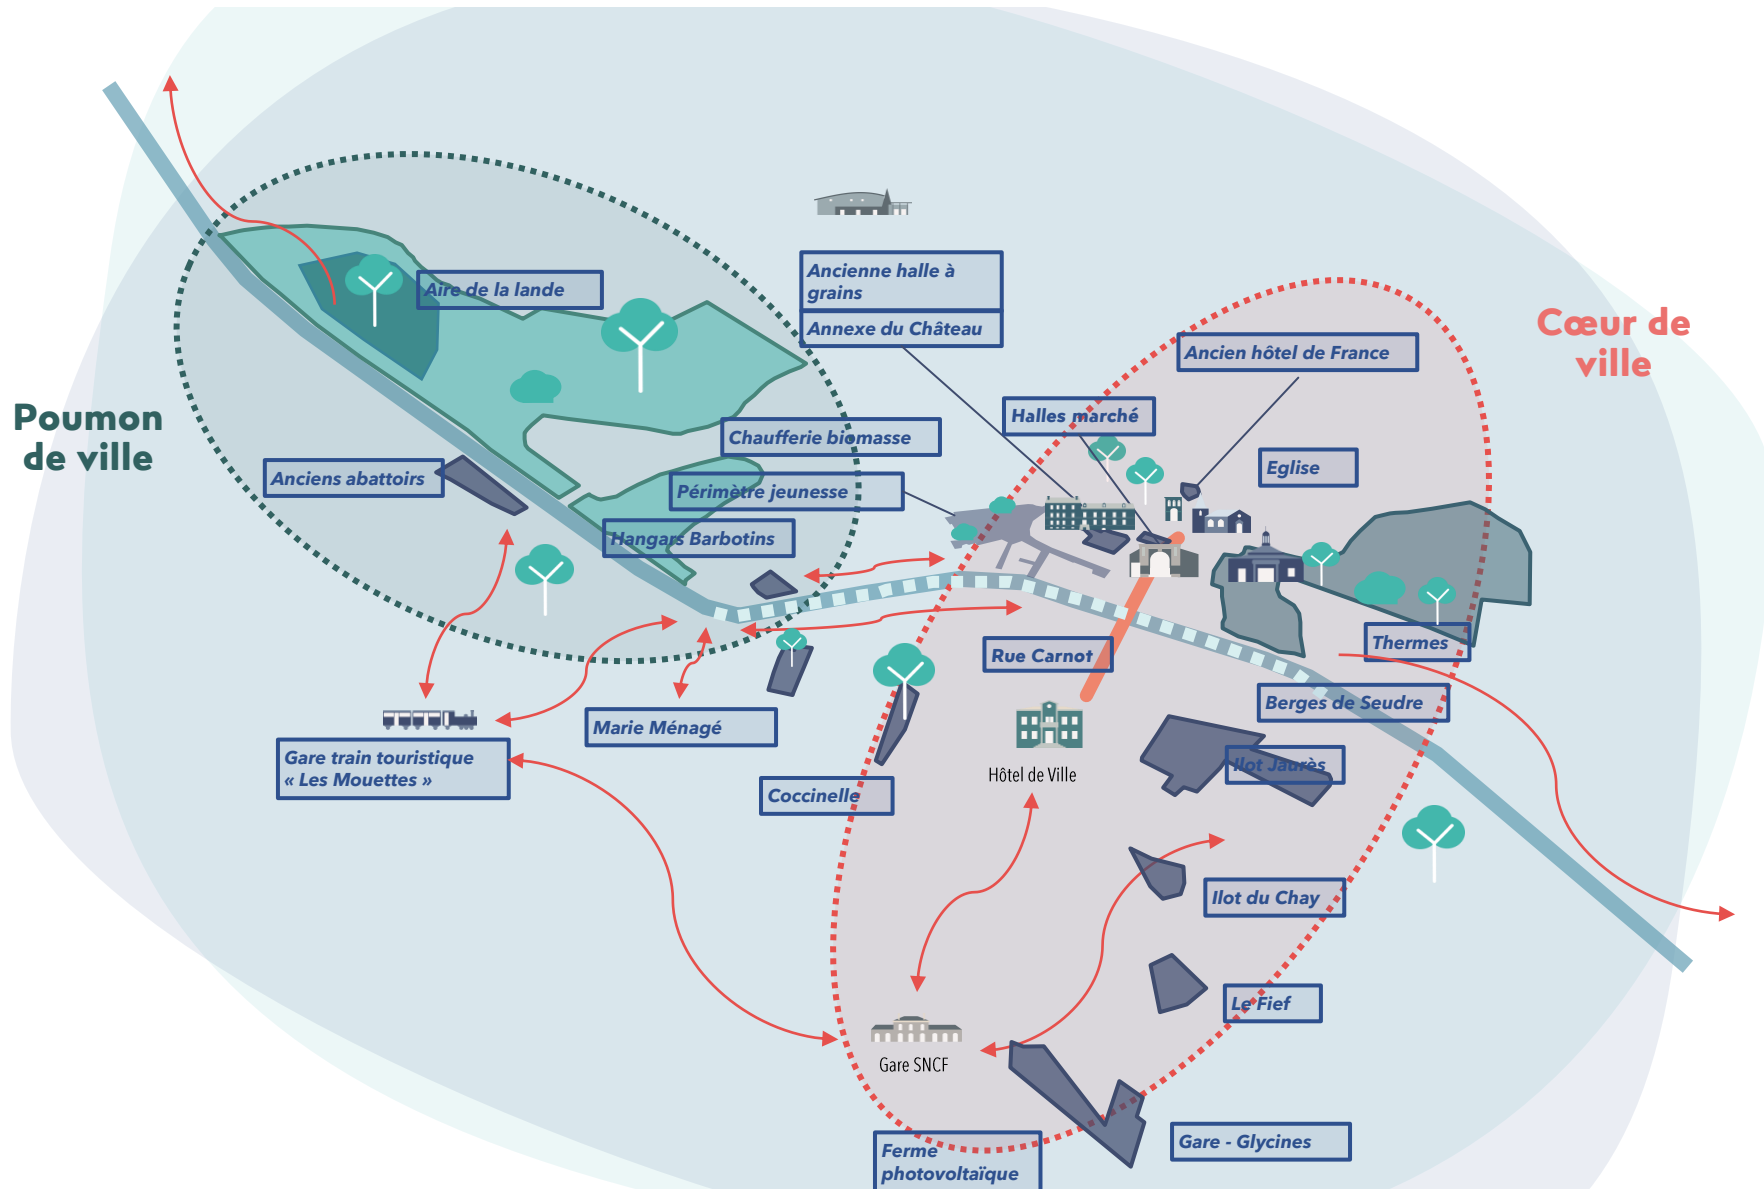 Ancienne halle à
grains
Annexe du Château
Aire de la lande
Cœur de
ville
Ancien hôtel de France
Halles marché
Poumon
de ville
Chaufferie biomasse
Eglise
Anciens abattoirs
Périmètre jeunesse
Hangars Barbotins
Thermes
Rue Carnot
Berges de Seudre
Marie Ménagé
Gare train touristique
« Les Mouettes »
Ilot Jaurès
Hôtel de Ville
Coccinelle
Ilot du Chay
Le Fief
Gare SNCF
Gare - Glycines
Ferme
photovoltaïque